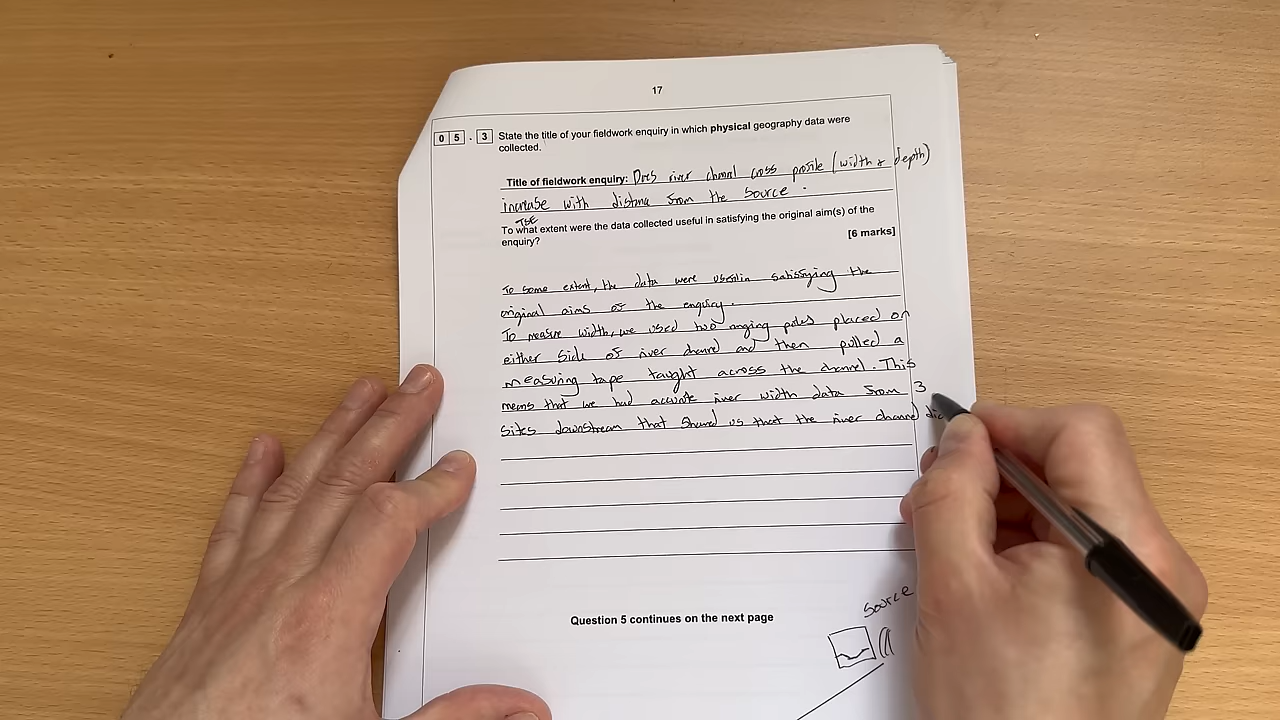 17
0 5 . 3 State the title of your fieldwork enquiry in which physical geography data were
collected.
Title of fieldwork enquiry: Does river channel cross profile (width & depth)
increase with distance from the source.
To what extent were the data collected useful in satisfying the original aim(s) of the
enquiry?
[6 marks]
To some extent, the data were useful in satisfying the
original aims of the enquiry.
To measure width, we used two ranging poles placed on
either side of river channel and then pulled a
measuring tape taught across the channel. This
means that we had accurate river width data from 3
sites downstream that showed us that the river channel di
Question 5 continues on the next page
Source